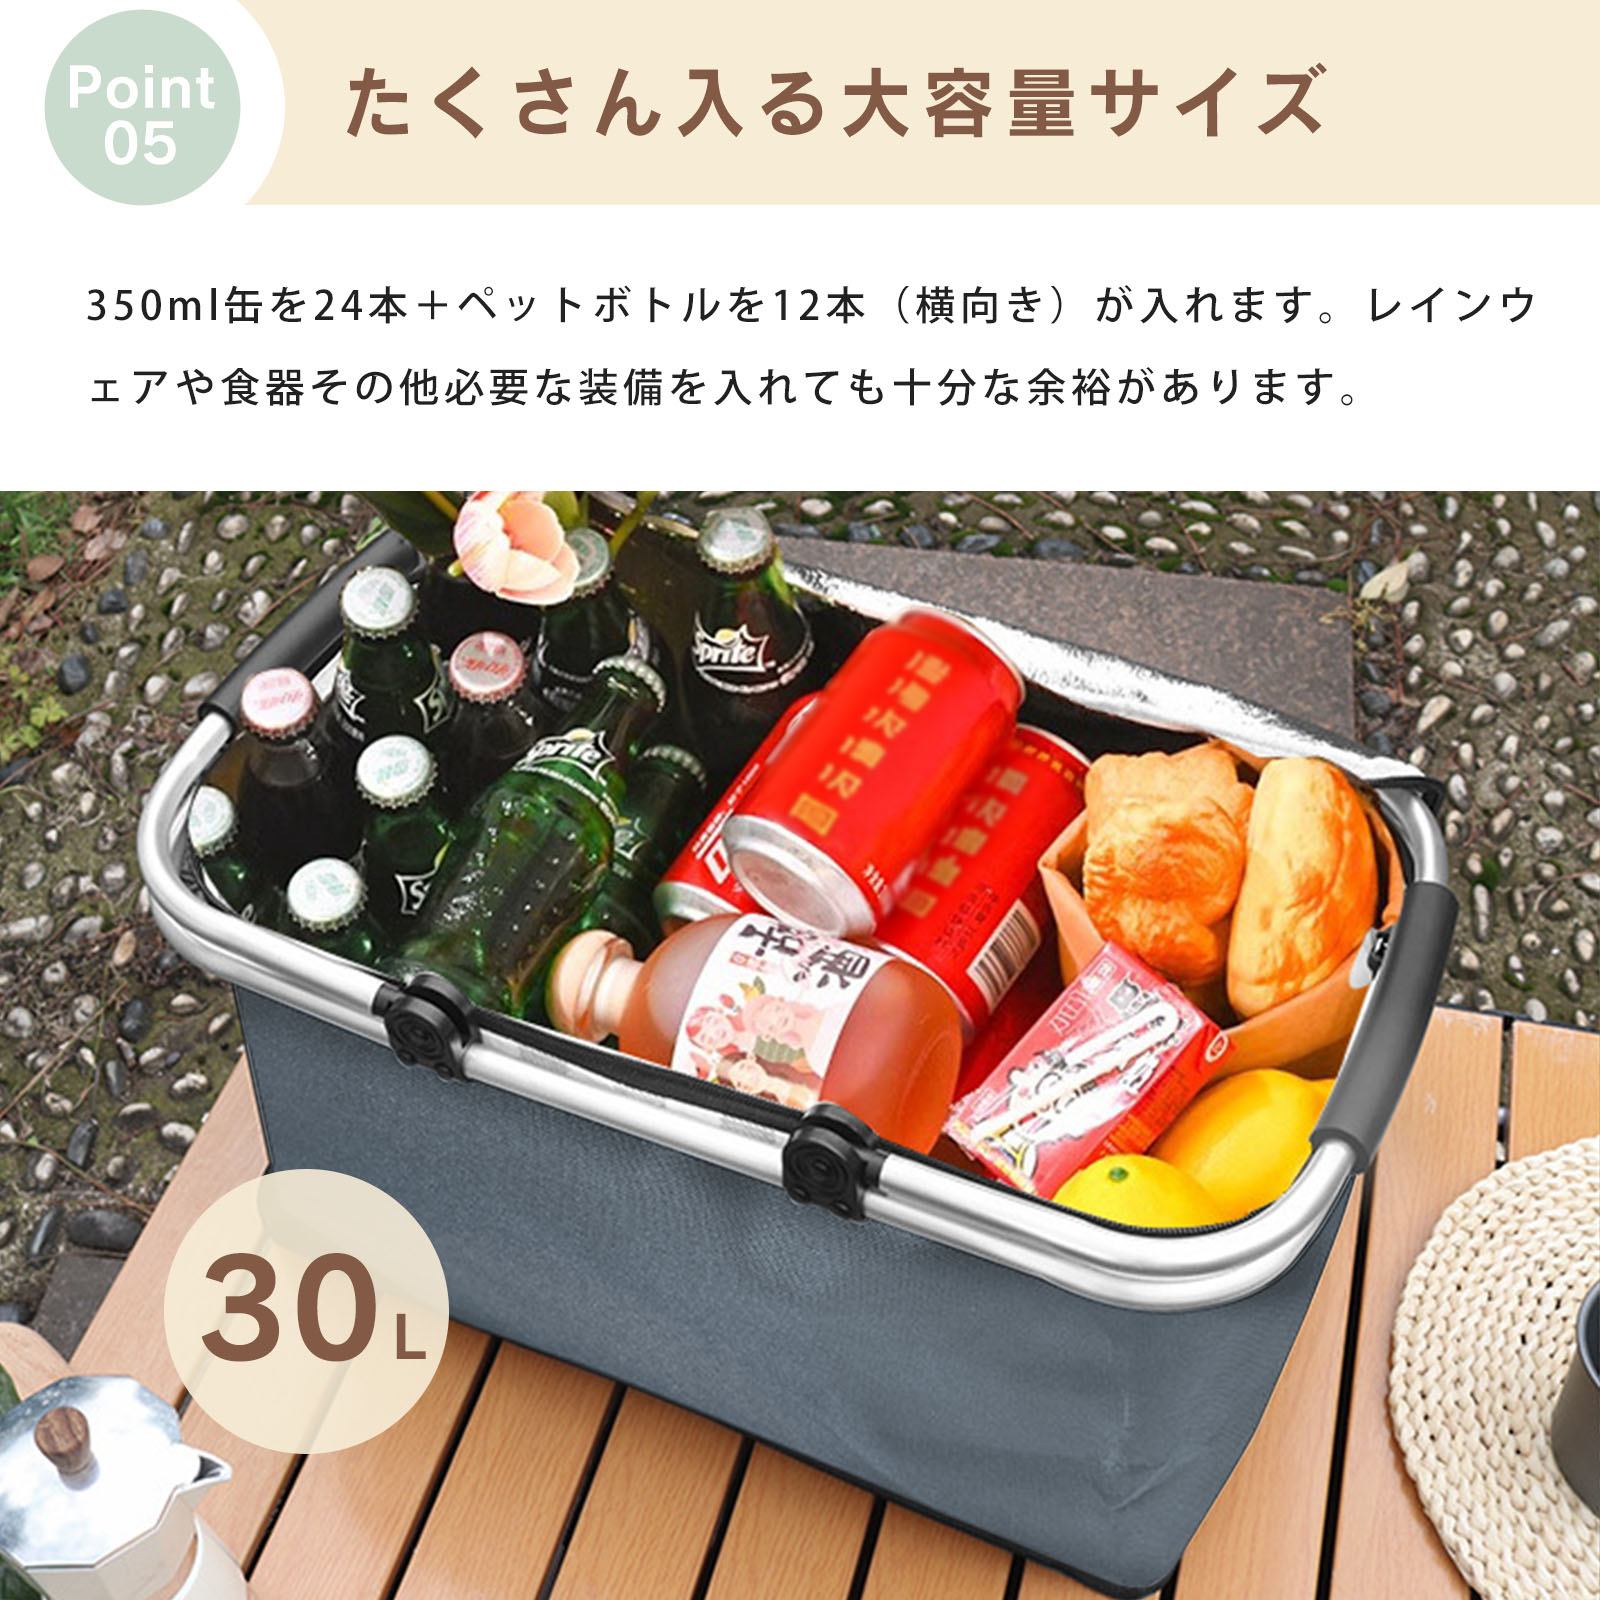 Point
05
たくさん入る大容量サイズ
350ml缶を24本＋ペットボトルを12本（横向き）が入れます。レインウ
ェアや食器その他必要な装備を入れても十分な余裕があります。
Sprite
Sprite
30L